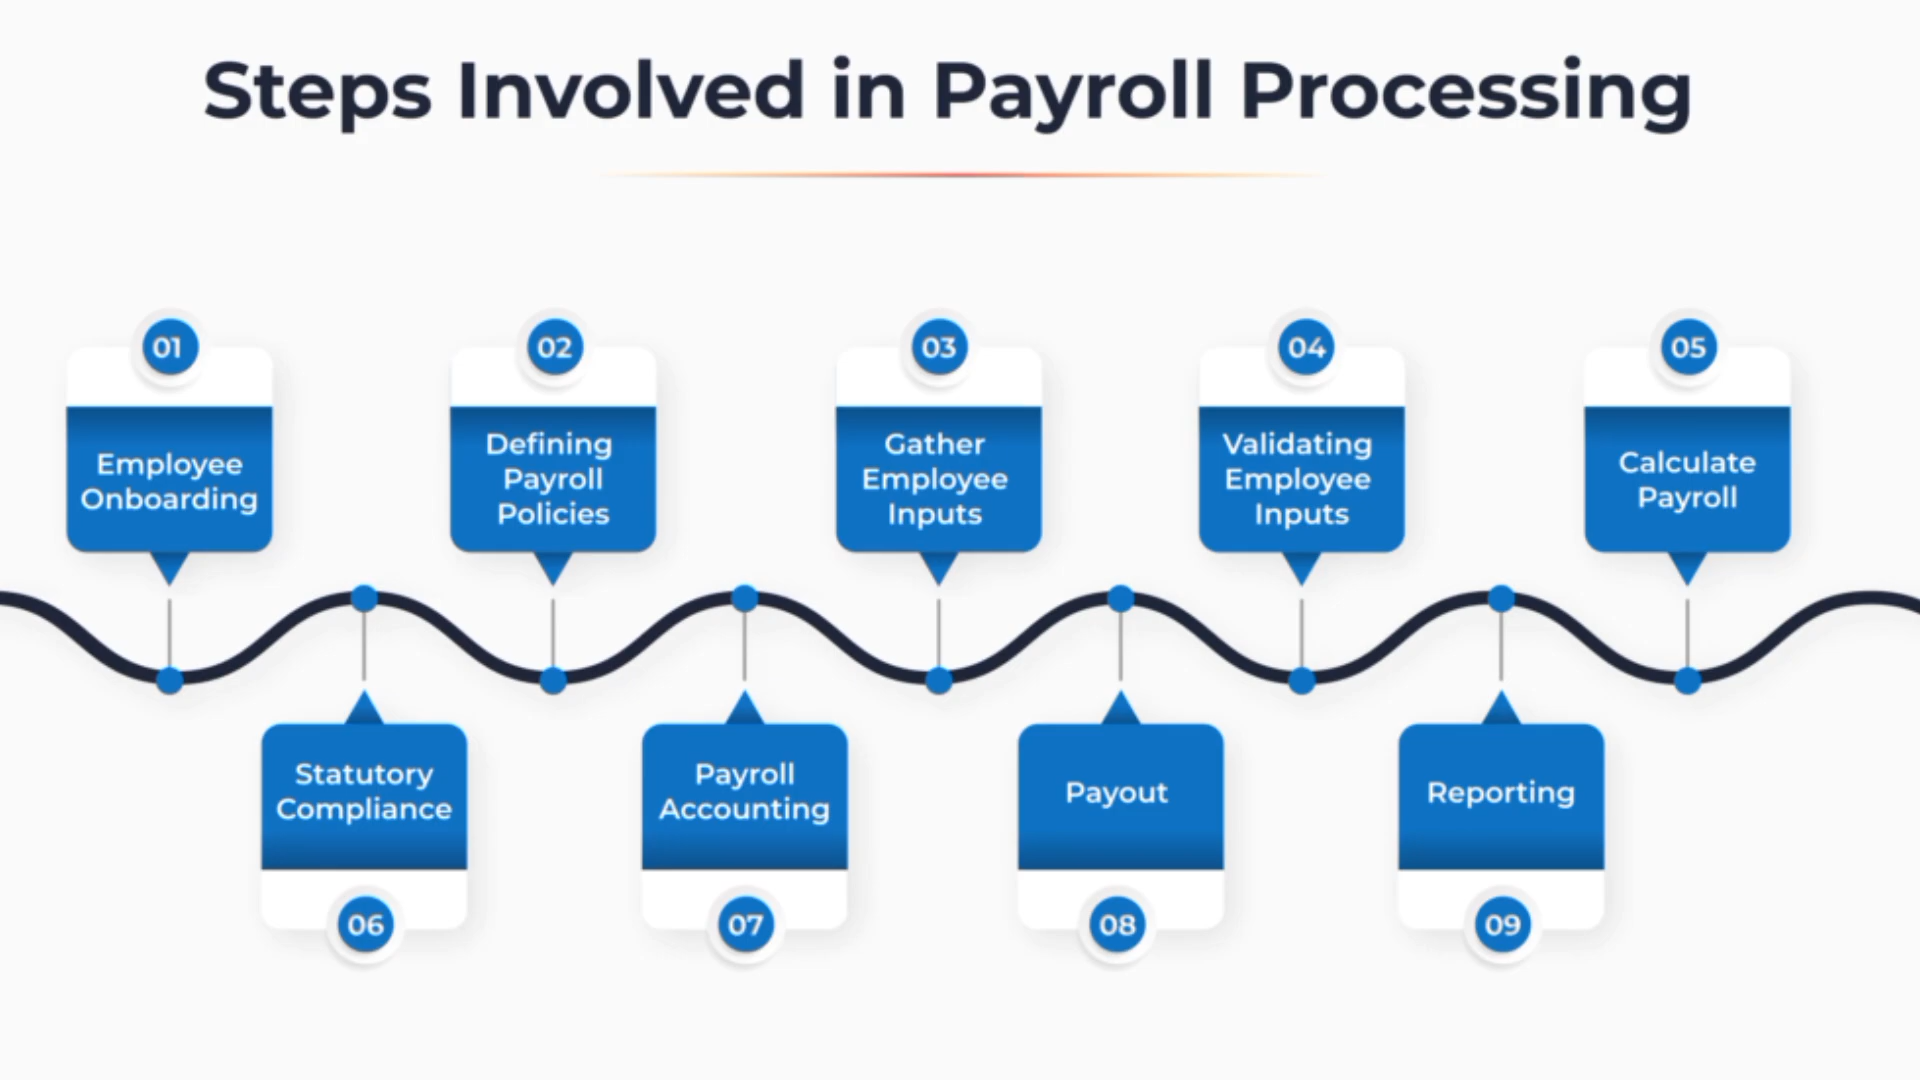 Steps Involved in Payroll Processing
01
Employee
Onboarding
02
Defining
Payroll
Policies
03
Gather
Employee
Inputs
04
Validating
Employee
Inputs
05
Calculate
Payroll
Statutory
Compliance
06
Payroll
Accounting
07
Payout
08
Reporting
09